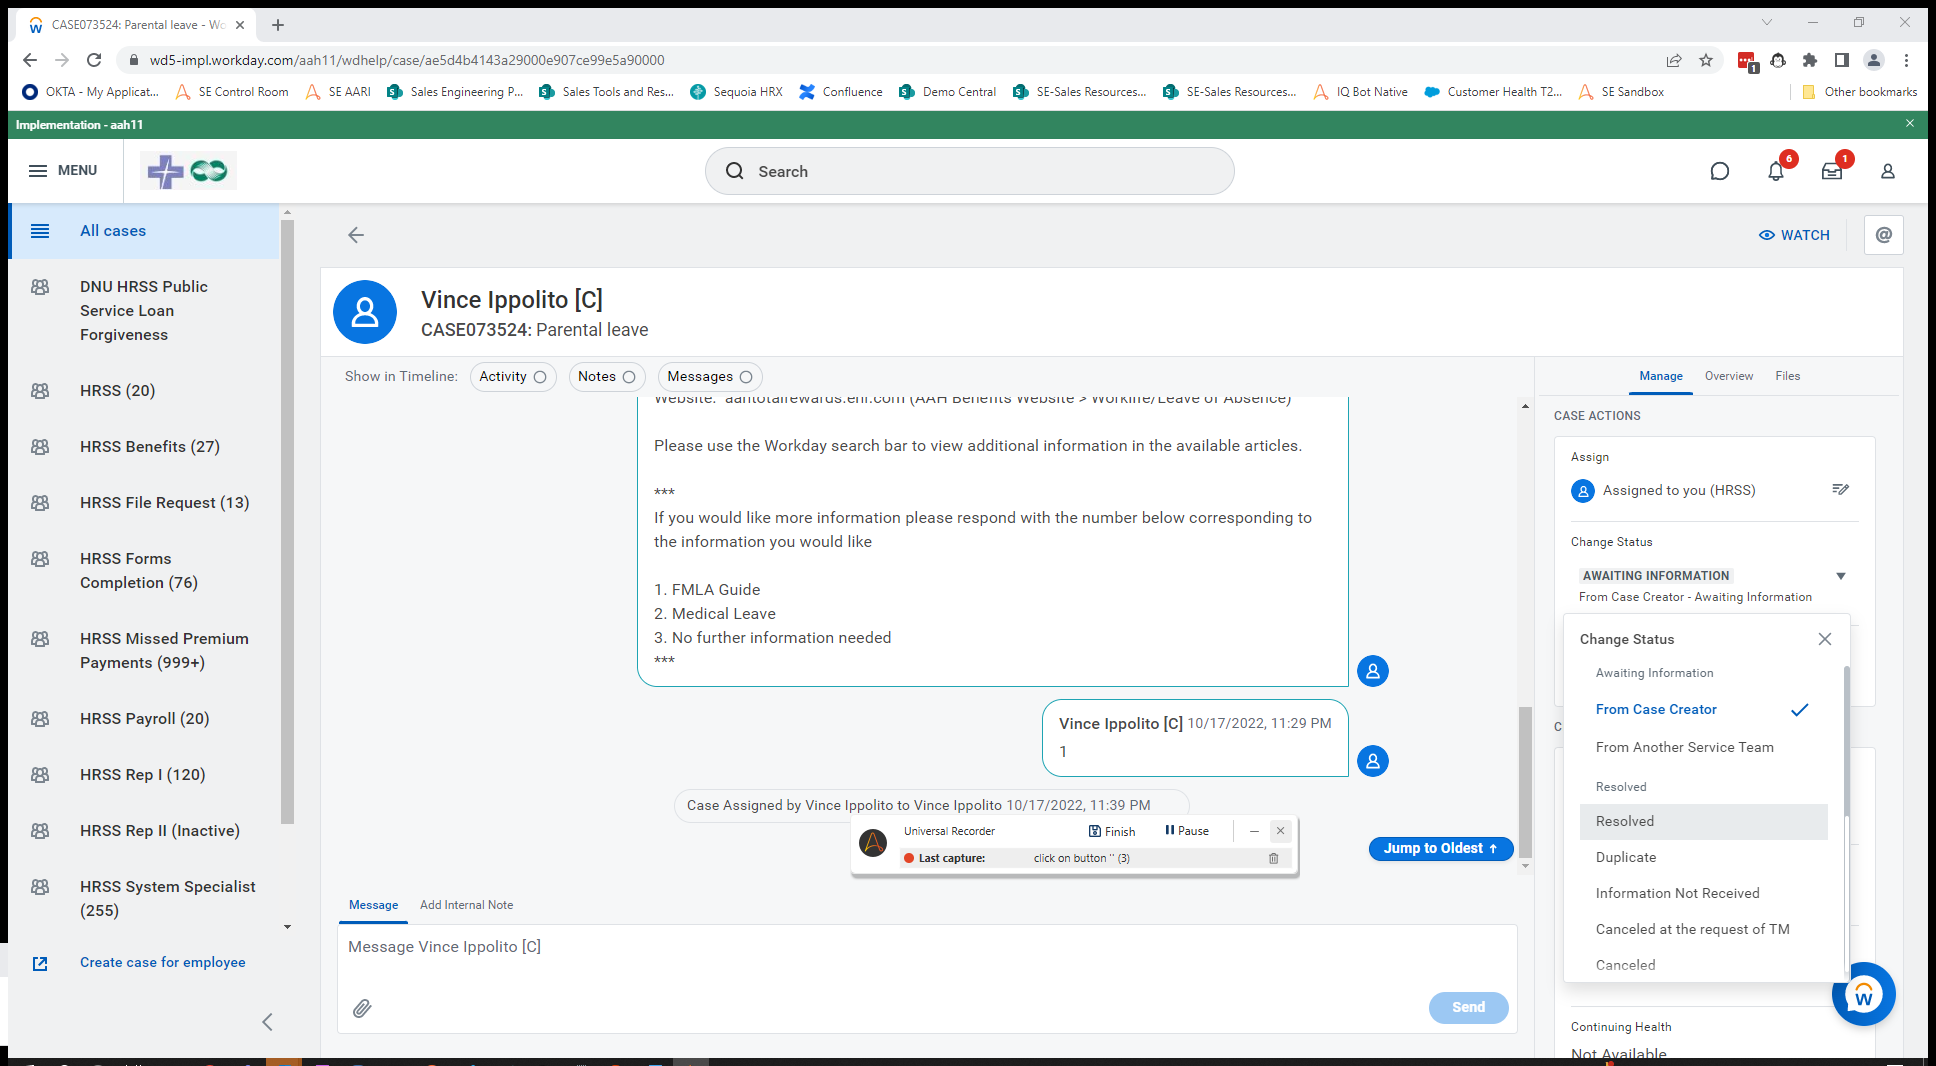 CASE073524: Parental leave - Wo
wd5-impl.workday.com/aah11/wdhelp/case/ae5d4b4143a29000e907ce99e5a90000
1
OKTA - My Applicat...
SE Control Room
SE AARI
Sales Engineering P...
Sales Tools and Res...
Sequoia HRX
Confluence
Demo Central
SE-Sales Resources...
SE-Sales Resources...
IQ Bot Native
Customer Health T2...
SE Sandbox
Other bookmarks
Implementation - aah11
MENU
Search
6
1
All cases
DNU HRSS Public
Service Loan
Forgiveness
HRSS (20)
HRSS Benefits (27)
HRSS File Request (13)
HRSS Forms
Completion (76)
HRSS Missed Premium
Payments (999+)
HRSS Payroll (20)
HRSS Rep I (120)
HRSS Rep II (Inactive)
HRSS System Specialist
(255)
Create case for employee
WATCH
@
Vince Ippolito [C]
CASE073524: Parental leave
Show in Timeline:
Activity
Notes
Messages
Website: aahtotalrewards.ehr.com (AAH Benefits Website > Worklife/Leave of Absence)
Please use the Workday search bar to view additional information in the available articles.
***
If you would like more information please respond with the number below corresponding to
the information you would like
1. FMLA Guide
2. Medical Leave
3. No further information needed
***
Vince Ippolito [C] 10/17/2022, 11:29 PM
1
Case Assigned by Vince Ippolito to Vince Ippolito 10/17/2022, 11:39 PM
Universal Recorder
Finish
Pause
Last capture:
click on button '' (3)
Jump to Oldest
Message
Add Internal Note
Message Vince Ippolito [C]
Send
Manage
Overview
Files
CASE ACTIONS
Assign
Assigned to you (HRSS)
Change Status
AWAITING INFORMATION
From Case Creator - Awaiting Information
Change Status
Awaiting Information
From Case Creator
From Another Service Team
Resolved
Resolved
Duplicate
Information Not Received
Canceled at the request of TM
Canceled
C
Continuing Health
Not Available